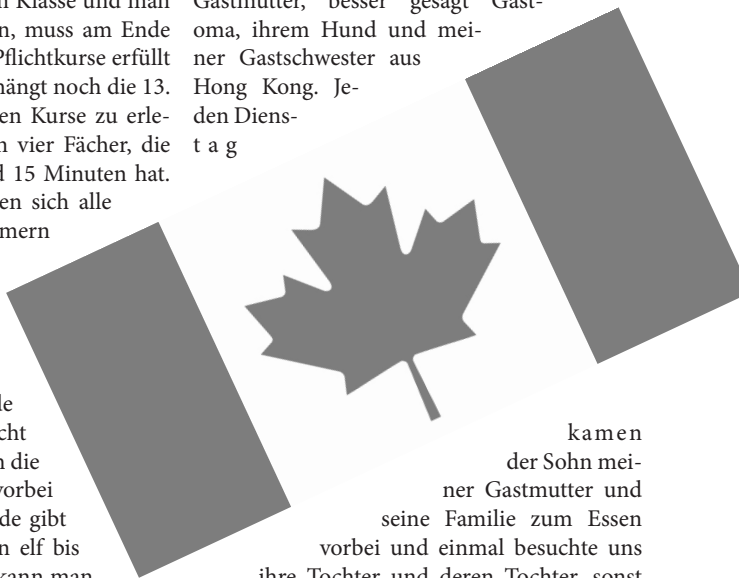 Klasse und man
n, muss am Ende
Pflichtkurse erfüllt
hängt noch die 13.
en Kurse zu erle-
n vier Fächer, die
d 15 Minuten hat.
en sich alle
mern
de
cht
n die
vorbei
de gibt
n elf bis
kann man
Gastmutter, besser gesagt Gast-
oma, ihrem Hund und mei-
ner Gastschwester aus
Hong Kong. Je-
den Diens-
t a g
kamen
der Sohn mei-
ner Gastmutter und
seine Familie zum Essen
vorbei und einmal besuchte uns
ihre Tochter und deren Tochter, sonst